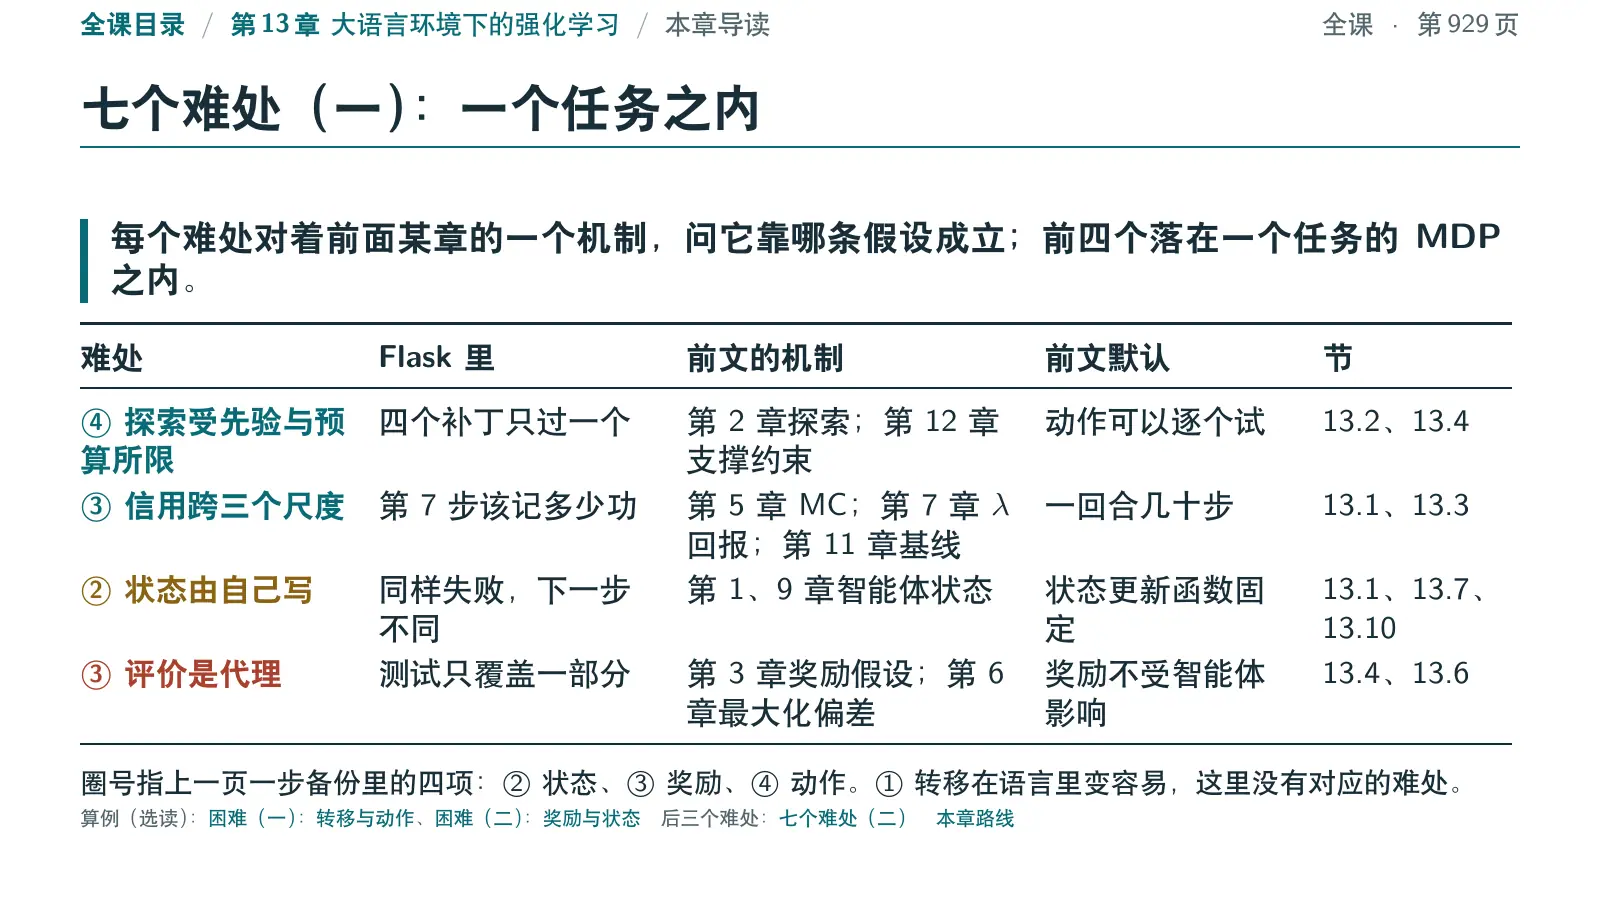 全课目录 / 第 13 章 大语言环境下的强化学习 / 本章导读
全课 · 第 929 页
七个难处（一）：一个任务之内
每个难处对着前面某章的一个机制，问它靠哪条假设成立；前四个落在一个任务的 MDP
之内。
难处 Flask 里 前文的机制 前文默认 节
④ 探索受先验与预 四个补丁只过一个 第 2 章探索；第 12 章 动作可以逐个试 13.2、13.4
算所限 支撑约束
③ 信用跨三个尺度 第 7 步该记多少功 第 5 章 MC；第 7 章 λ 一回合几十步 13.1、13.3
回报；第 11 章基线
② 状态由自己写 同样失败，下一步 第 1、9 章智能体状态 状态更新函数固 13.1、13.7、
不同 定 13.10
③ 评价是代理 测试只覆盖一部分 第 3 章奖励假设；第 6 奖励不受智能体 13.4、13.6
章最大化偏差 影响
圈号指上一页一步备份里的四项：② 状态、③ 奖励、④ 动作。① 转移在语言里变容易，这里没有对应的难处。
算例（选读）：困难（一）：转移与动作、困难（二）：奖励与状态 后三个难处：七个难处（二） 本章路线